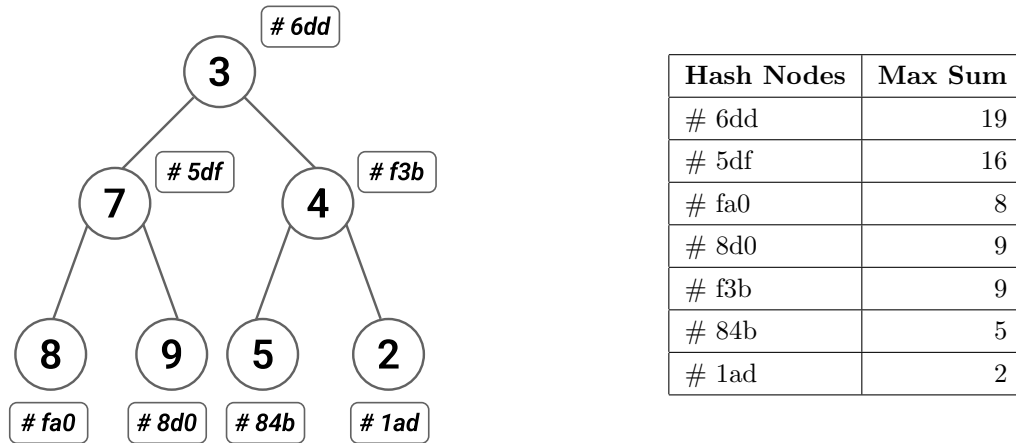 # 6dd
3
# 5df
# f3b
7
4
8
9
5
2
# fa0
# 8d0
# 84b
# 1ad
Hash Nodes Max Sum
# 6dd 19
# 5df 16
# fa0 8
# 8d0 9
# f3b 9
# 84b 5
# 1ad 2